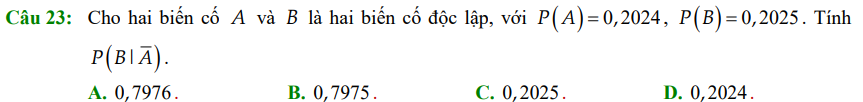 Câu 23: Cho hai biến cố A và B là hai biến cố độc lập, với P(A)=0,2024, P(B)=0,2025. Tính
P(B|A̅).
A. 0,7976. B. 0,7975. C. 0,2025. D. 0,2024.